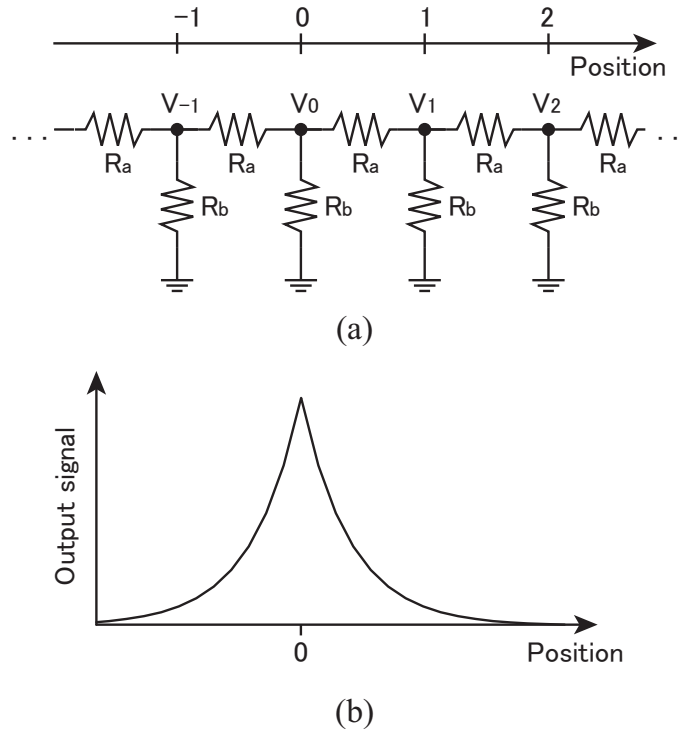 -1 0 1 2
Position
V-1 V0 V1 V2
... Ra Ra Ra Ra Ra ..
Rb Rb Rb Rb
(a)
Output signal
0 Position
(b)